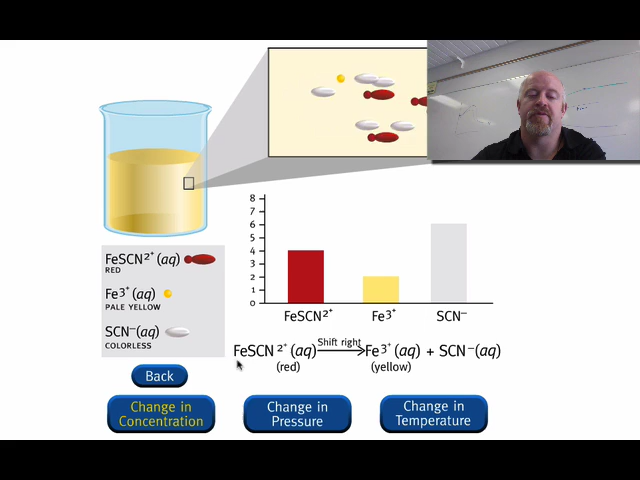 8
7
6
5
4
3
2
1
0
FeSCN²⁺ Fe³⁺ SCN⁻
FeSCN²⁺(aq)
RED
Fe³⁺(aq)
PALE YELLOW
SCN⁻(aq)
COLORLESS
Shift right
FeSCN²⁺(aq) → Fe³⁺(aq) + SCN⁻(aq)
(red) (yellow)
Back
Change in Concentration
Change in Pressure
Change in Temperature